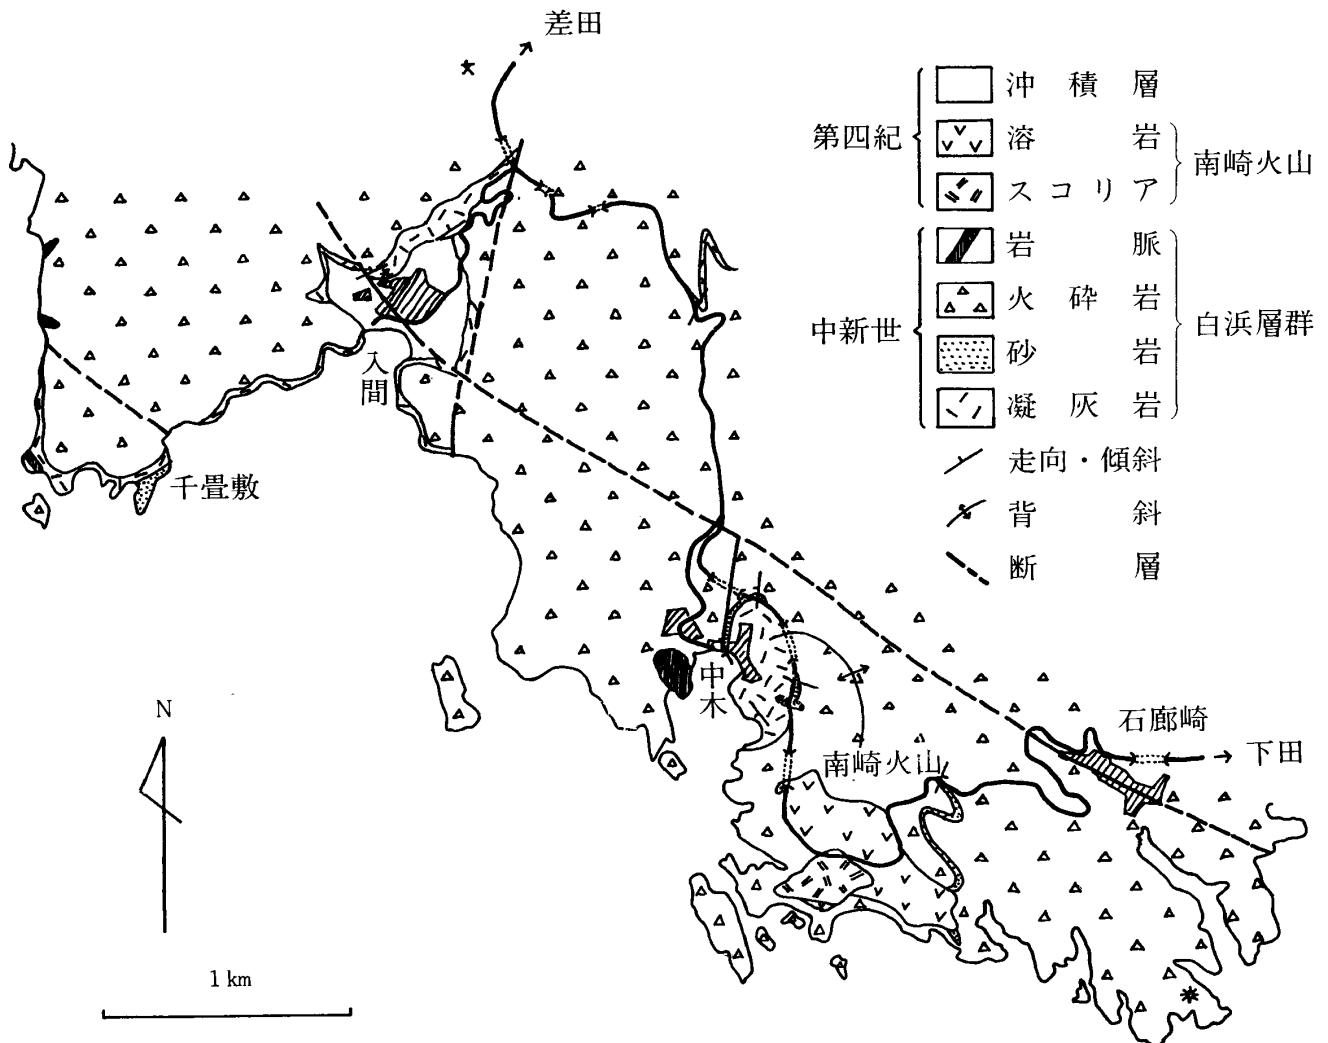 差田
第四紀
沖積層
溶岩
スコリア
南崎火山
中新世
岩脈
火砕岩
砂岩
凝灰岩
白浜層群
走向・傾斜
背斜
断層
入間
千畳敷
中木
南崎火山
石廊崎
下田
N
1km